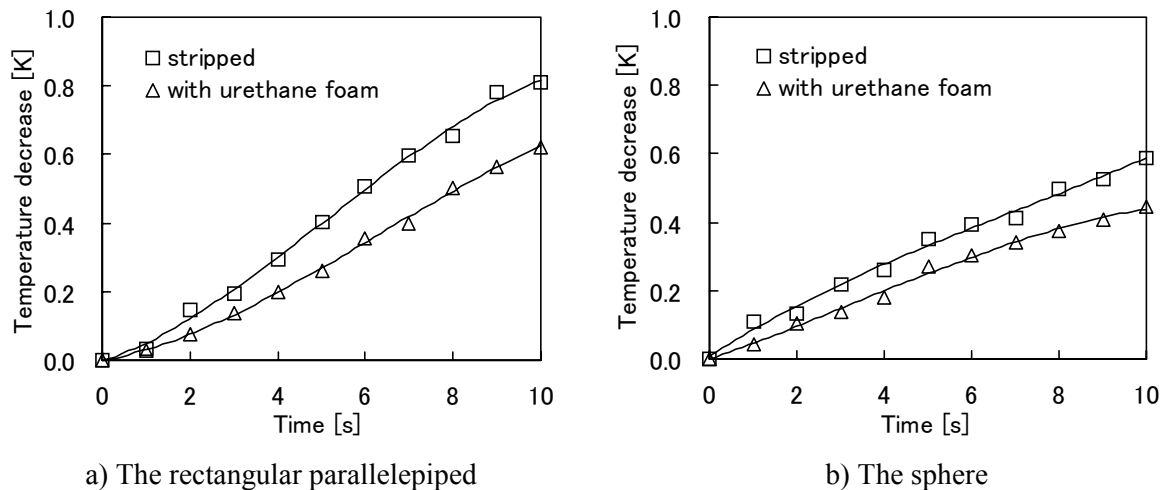 1.0
0.8
0.6
0.4
0.2
0.0
Temperature decrease [K]
stripped
with urethane foam
0 2 4 6 8 10
Time [s]
a) The rectangular parallelepiped
1.0
0.8
0.6
0.4
0.2
0.0
Temperature decrease [K]
stripped
with urethane foam
0 2 4 6 8 10
Time [s]
b) The sphere